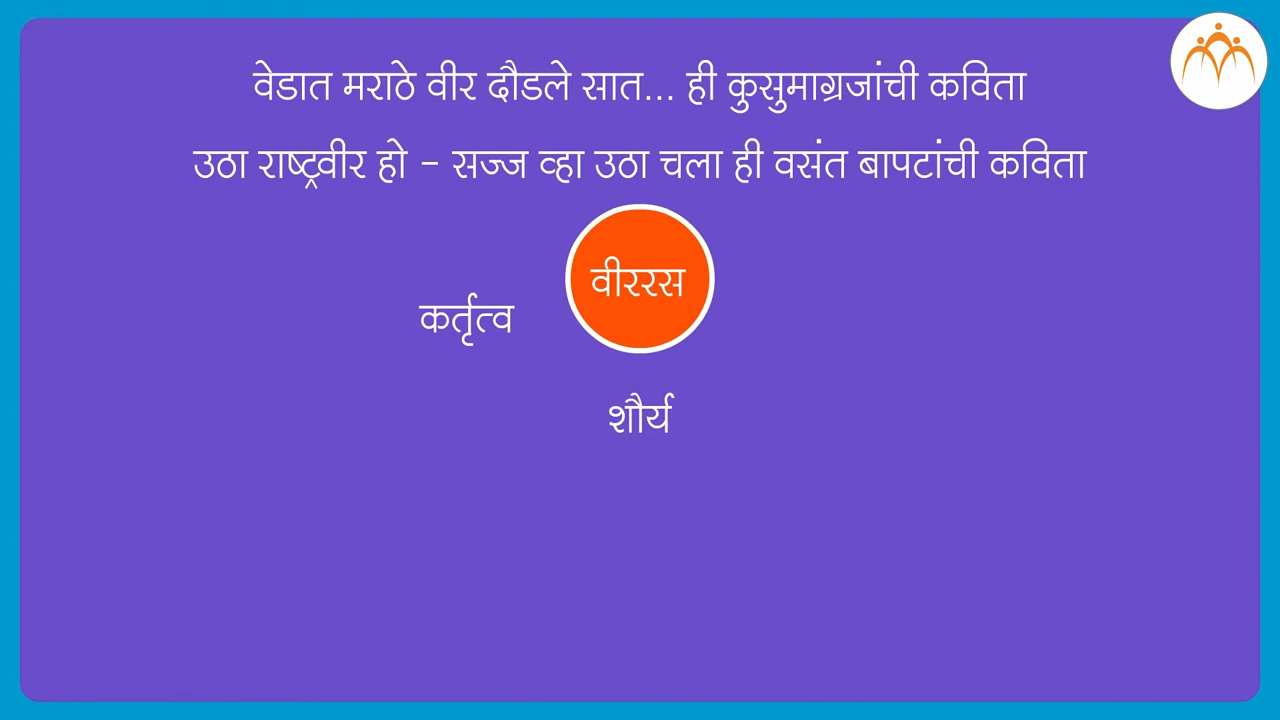 वेडात मराठे वीर दौडले सात... ही कुसुमाग्रजांची कविता
उठा राष्ट्रवीर हो - सज्ज व्हा उठा चला ही वसंत बापटांची कविता
वीररस
कर्तृत्व
शौर्य